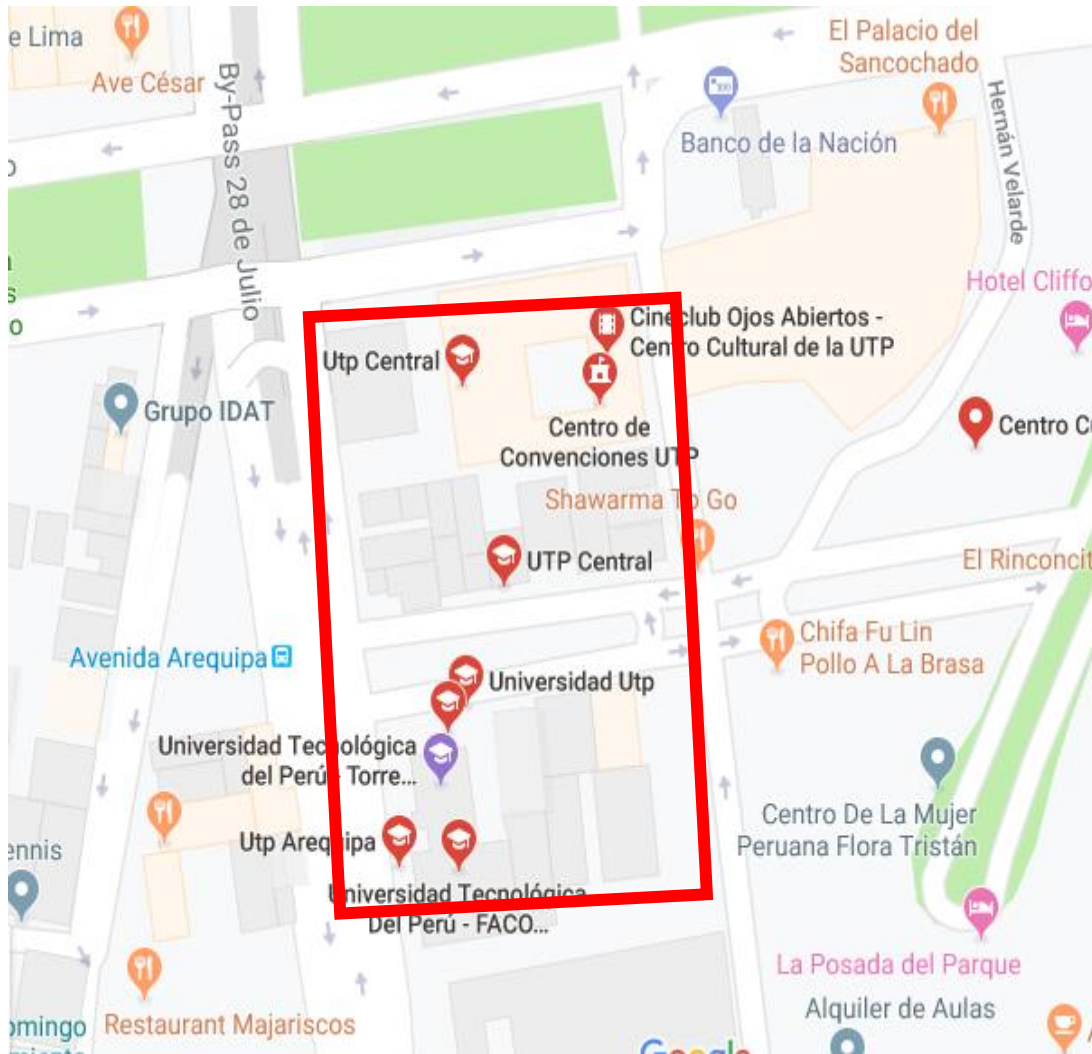 e Lima
Ave César
El Palacio del
Sancochado
By-Pass 28 de Julio
Banco de la Nación
Hernán Velarde
Hotel Cliffo
Cineclub Ojos Abiertos -
Centro Cultural de la UTP
Utp Central
Grupo IDAT
Centro de
Convenciones UTP
Centro C
Shawarma To Go
UTP Central
El Rinconcit
Chifa Fu Lin
Pollo A La Brasa
Avenida Arequipa
Universidad Utp
Universidad Tecnológica
del Perú - Torre...
Centro De La Mujer
Peruana Flora Tristán
Utp Arequipa
ennis
Universidad Tecnológica
Del Perú - FACO...
La Posada del Parque
Alquiler de Aulas
Restaurant Majariscos
omingo
Google